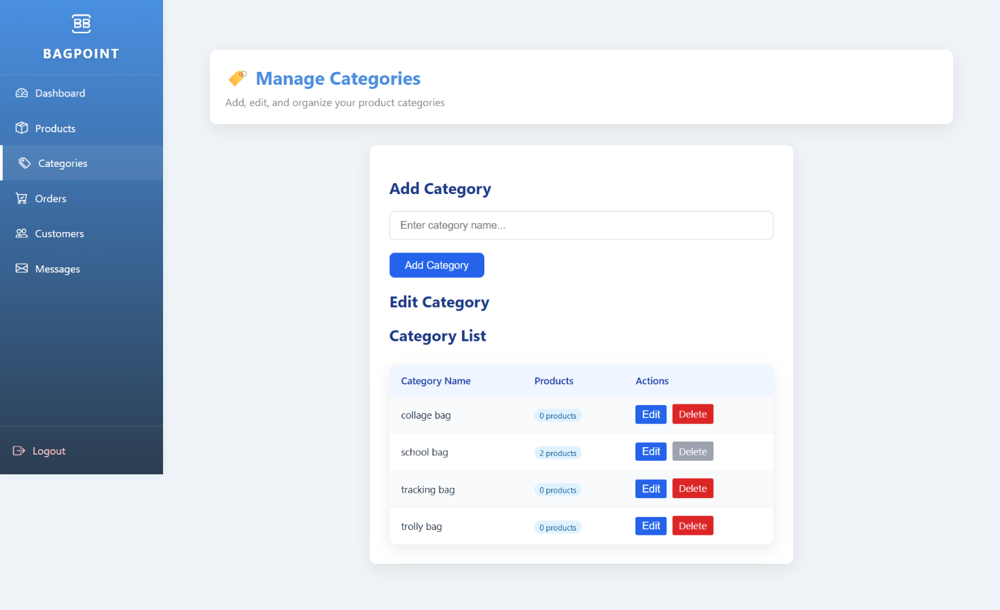 BB
BAGPOINT
Dashboard
Products
Categories
Orders
Customers
Messages
Logout
Manage Categories
Add, edit, and organize your product categories
Add Category
Enter category name...
Add Category
Edit Category
Category List
Category Name Products Actions
collage bag 0 products Edit Delete
school bag 2 products Edit Delete
tracking bag 0 products Edit Delete
trolly bag 0 products Edit Delete